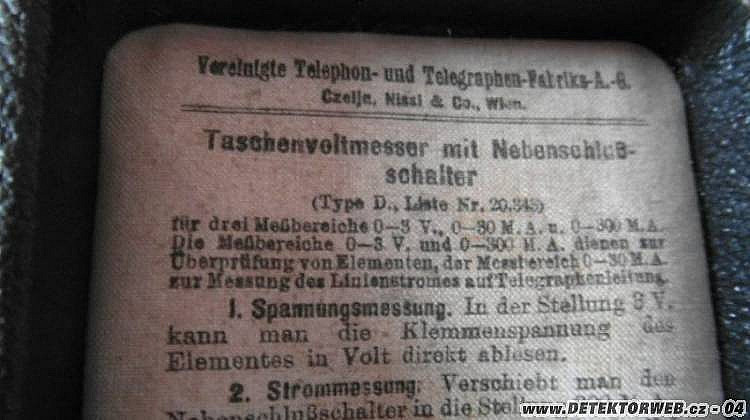 Vereinigte Telephon- und Telegraphen-Fabriks-A.-G.
Czeija, Nissl & Co., Wien.
Taschenvoltmesser mit Nebenschluß-
schalter
(Type D., Liste Nr. 20.343)
für drei Meßbereiche 0—3 V., 0—30 M. A. u. 0—300 M. A.
Die Meßbereiche 0—3 V. und 0—300 M. A. dienen zur
Überprüfung von Elementen, der Messbereich 0—30 M. A.
zur Messung des Linienstromes auf Telegraphenleitung.
1. Spannungsmessung. In der Stellung 3 V.
kann man die Klemmenspannung des
Elementes in Volt direkt ablesen.
2. Strommessung: Verschiebt man den
Nebenschlußschalter in die
www.DETEKTORWEB.cz - 04